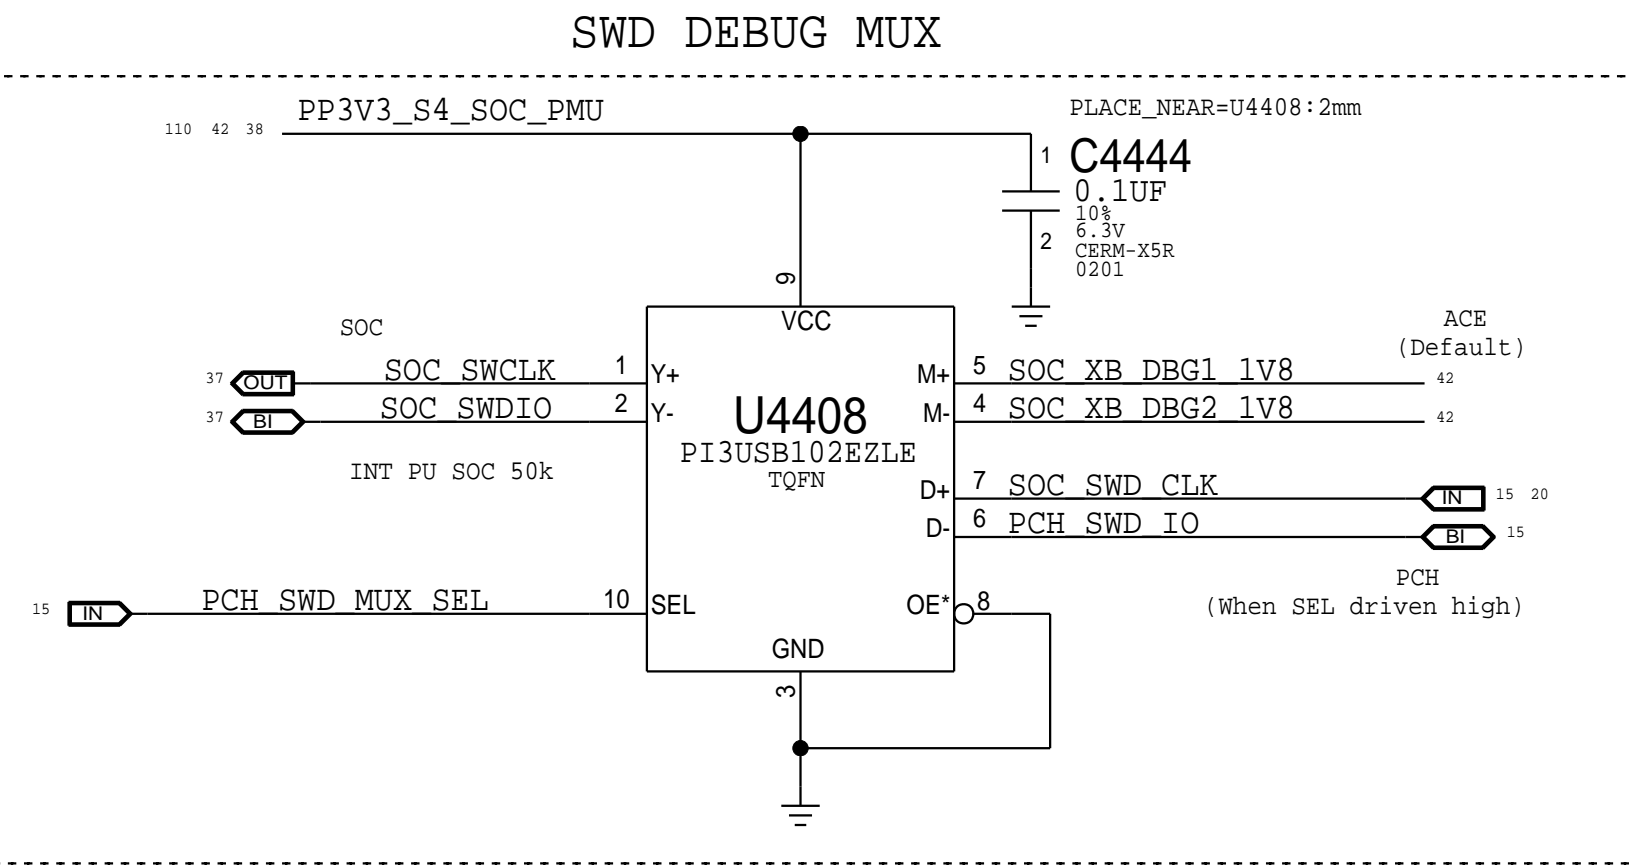 SWD DEBUG MUX
PP3V3_S4_SOC_PMU
110 42 38
PLACE_NEAR=U4408:2mm
1
C4444
0.1UF
10%
6.3V
2
CERM-X5R
0201
9
VCC
SOC
ACE
(Default)
37 OUT SOC_SWCLK 1 Y+
M+ 5 SOC_XB_DBG1_1V8 42
37 BI SOC_SWDIO 2 Y-
M- 4 SOC_XB_DBG2_1V8 42
U4408
PI3USB102EZLE
TQFN
INT PU SOC 50k
D+ 7 SOC_SWD_CLK IN 15 20
D- 6 PCH_SWD_IO BI 15
PCH
(When SEL driven high)
15 IN PCH_SWD_MUX_SEL 10 SEL
OE* 8
GND
3